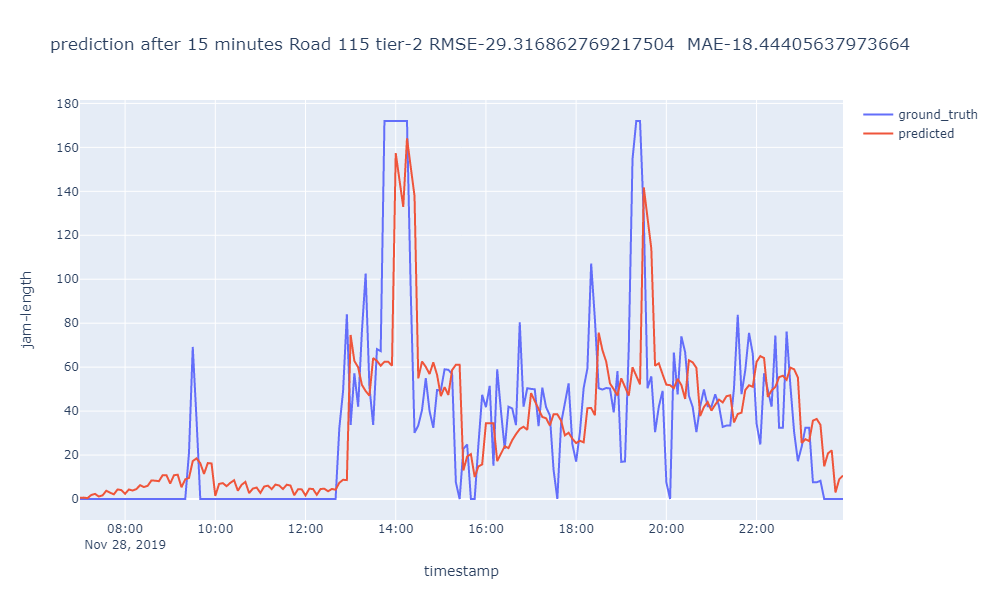 prediction after 15 minutes Road 115 tier-2 RMSE-29.316862769217504  MAE-18.44405637973664
ground_truth
predicted
180
160
140
120
100
80
60
40
20
0
jam-length
08:00 10:00 12:00 14:00 16:00 18:00 20:00 22:00
Nov 28, 2019
timestamp